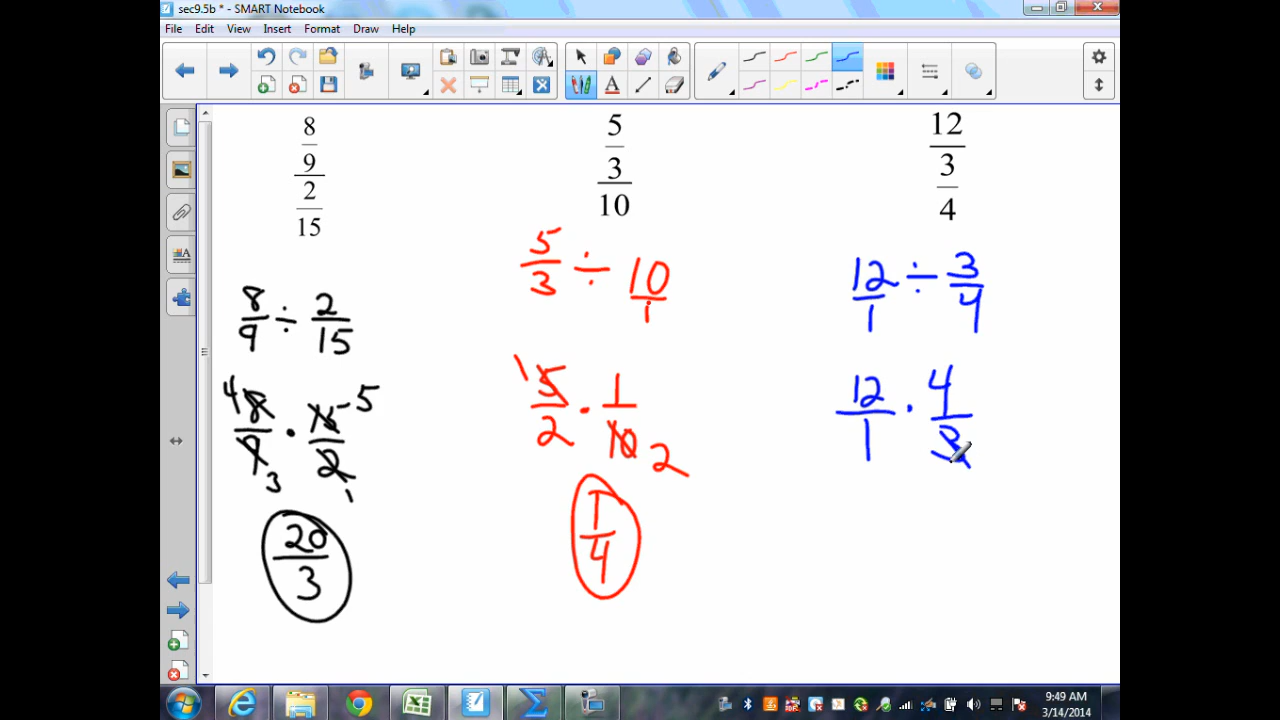 sec9.5b * - SMART Notebook
File Edit View Insert Format Draw Help
8
9
2
15
8/9 ÷ 2/15
4 8/9 3 · 15/2 5 1
20/3
5
3
10
5/3 ÷ 10/1
1 5/2 · 1/10 2
1/4
12
3
4
12/1 ÷ 3/4
12/1 · 4/3
9:49 AM
3/14/2014